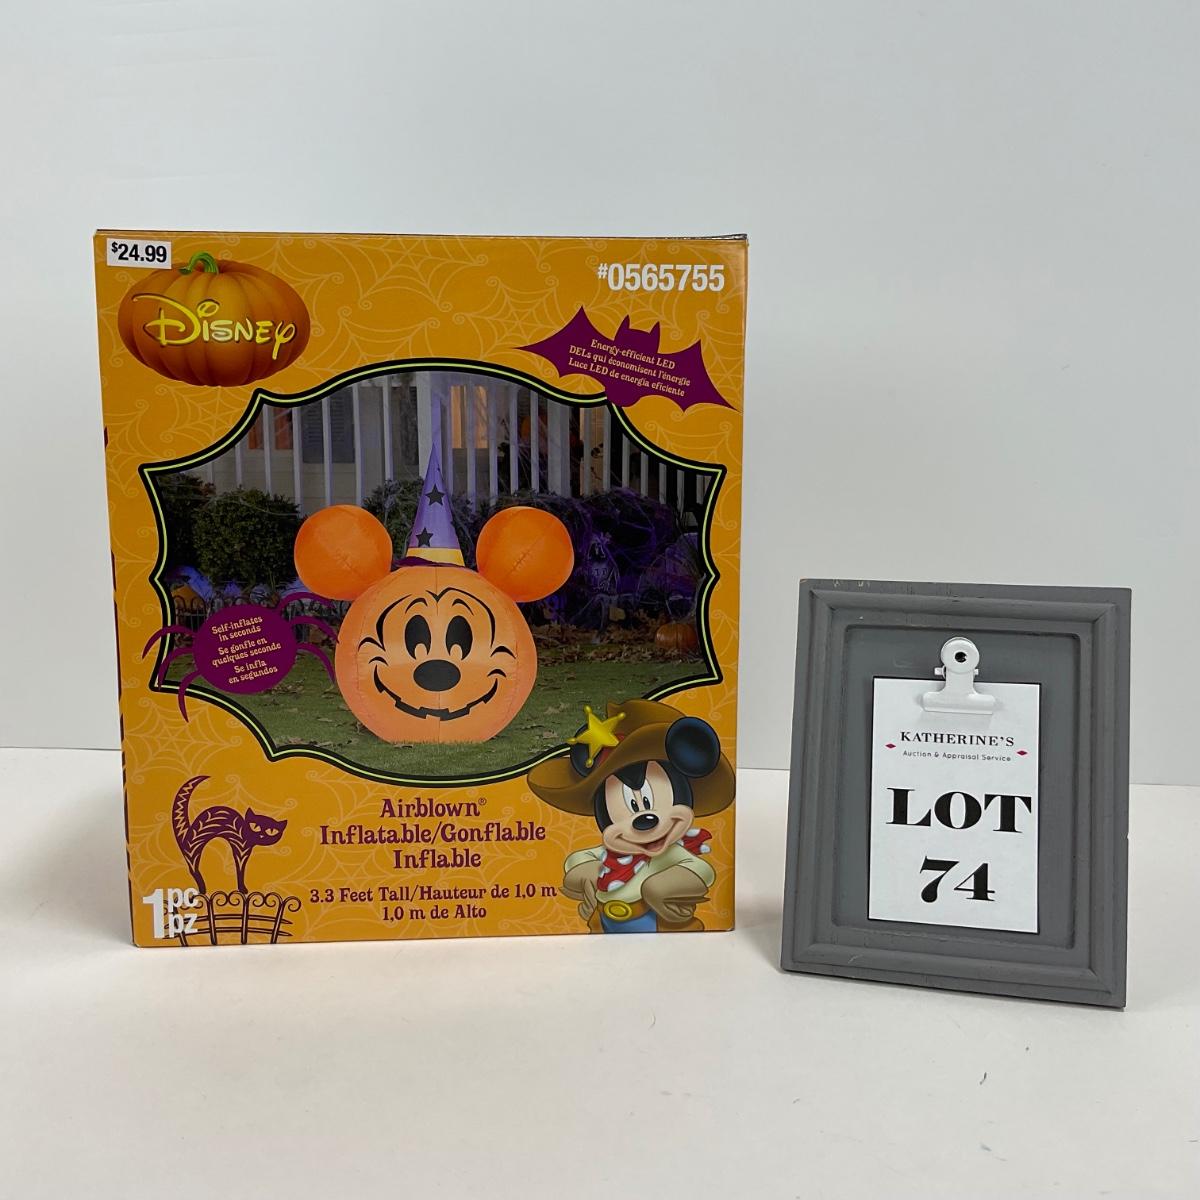 $24.99
#0565755
Disney
Energy-efficient LED
DELs qui économisent l'énergie
Luce LED de energía eficiente
Self-inflates
in seconds
Se gonfle en
quelques seconde
Se infla
en segundos
Airblown®
Inflatable/Gonflable
Inflable
3.3 Feet Tall/Hauteur de 1,0 m
1,0 m de Alto
1 pc
pz
KATHERINE'S
Auction & Appraisal Service
LOT
74